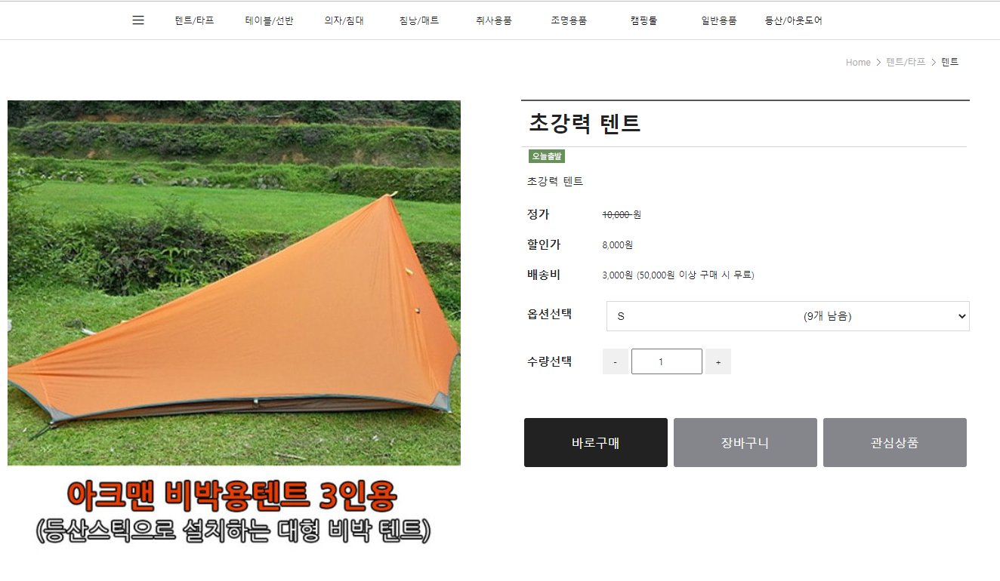 텐트/타프 테이블/선반 의자/침대 침낭/매트 취사용품 조명용품 캠핑툴 일반용품 등산/아웃도어
Home > 텐트/타프 > 텐트
초강력 텐트
오늘출발
초강력 텐트
정가 10,000 원
할인가 8,000원
배송비 3,000원 (50,000원 이상 구매 시 무료)
옵션선택 S (9개 남음)
수량선택 - 1 +
바로구매 장바구니 관심상품
아크맨 비박용텐트 3인용
(등산스틱으로 설치하는 대형 비박 텐트)